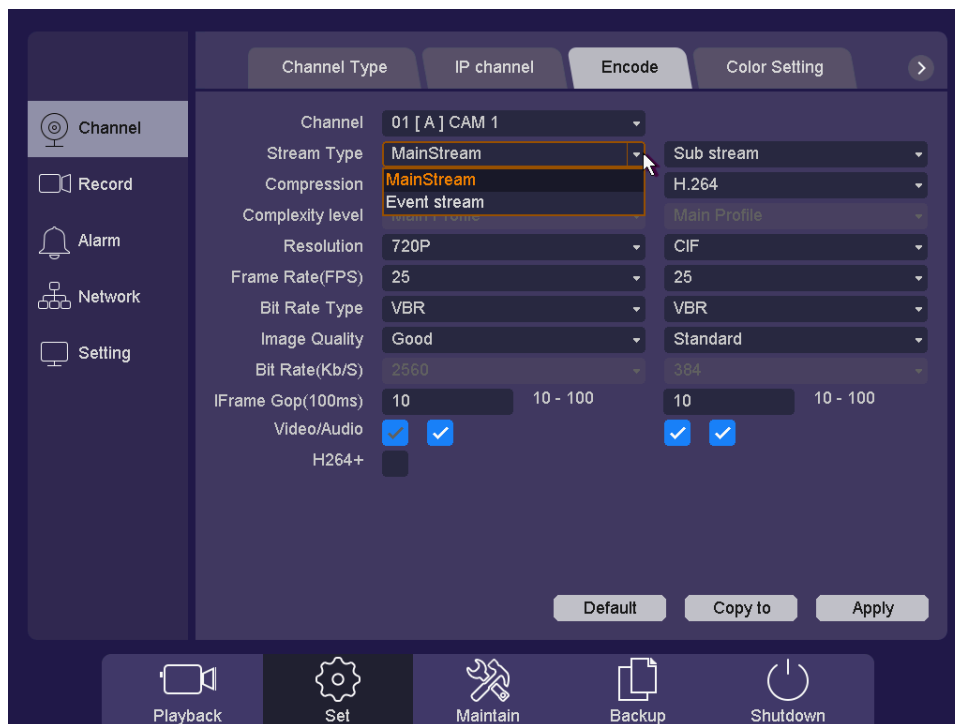 Channel Type IP channel Encode Color Setting
Channel
Record
Alarm
Network
Setting
Channel 01 [ A ] CAM 1
Stream Type MainStream Sub stream
MainStream
Event stream
Compression H.264
Complexity level Main Profile Main Profile
Resolution 720P CIF
Frame Rate(FPS) 25 25
Bit Rate Type VBR VBR
Image Quality Good Standard
Bit Rate(Kb/S) 2560 384
IFrame Gop(100ms) 10 10 - 100 10 10 - 100
Video/Audio
H264+
Default Copy to Apply
Playback Set Maintain Backup Shutdown